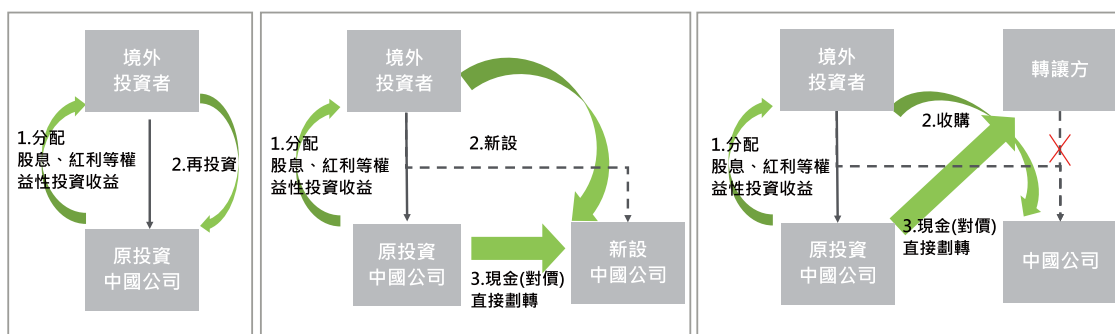 境外
投資者
1.分配
股息、紅利等權
益性投資收益
2.再投資
原投資
中國公司
境外
投資者
1.分配
股息、紅利等權
益性投資收益
2.新設
原投資
中國公司
3.現金(對價)
直接劃轉
新設
中國公司
境外
投資者
轉讓方
1.分配
股息、紅利等權
益性投資收益
2.收購
原投資
中國公司
3.現金(對價)
直接劃轉
中國公司